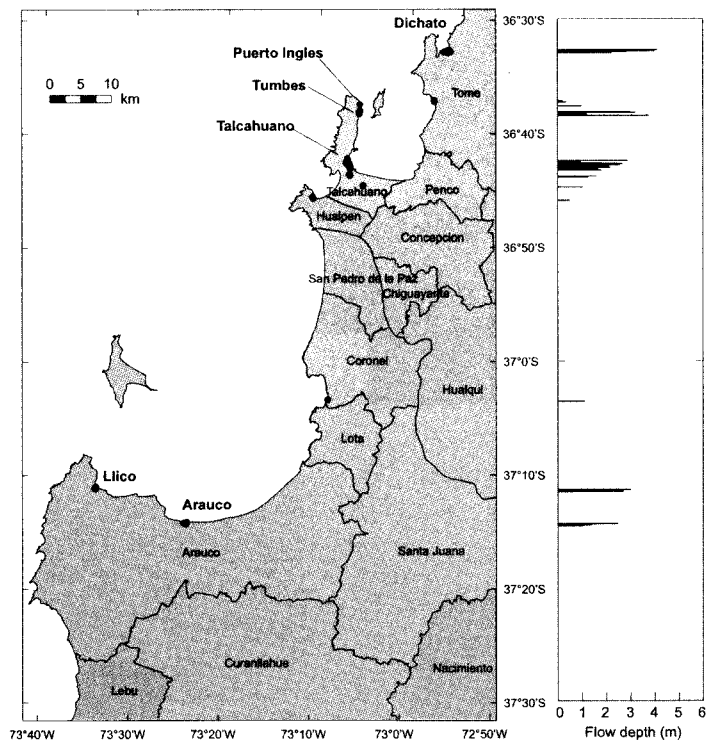 Dichato
Puerto Ingles
Tumbes
Talcahuano
Tome
0 5 10
km
Talcahuano
Penco
Hualpen
Concepcion
San Pedro de la Paz
Chiguayante
Coronel
Hualqui
Lota
Llico
Arauco
Arauco
Santa Juana
Curanilahue
Nacimiento
Lebu
36°30'S
36°40'S
36°50'S
37°0'S
37°10'S
37°20'S
37°30'S
73°40'W 73°30'W 73°20'W 73°10'W 73°0'W 72°50'W
0 1 2 3 4 5 6
Flow depth (m)